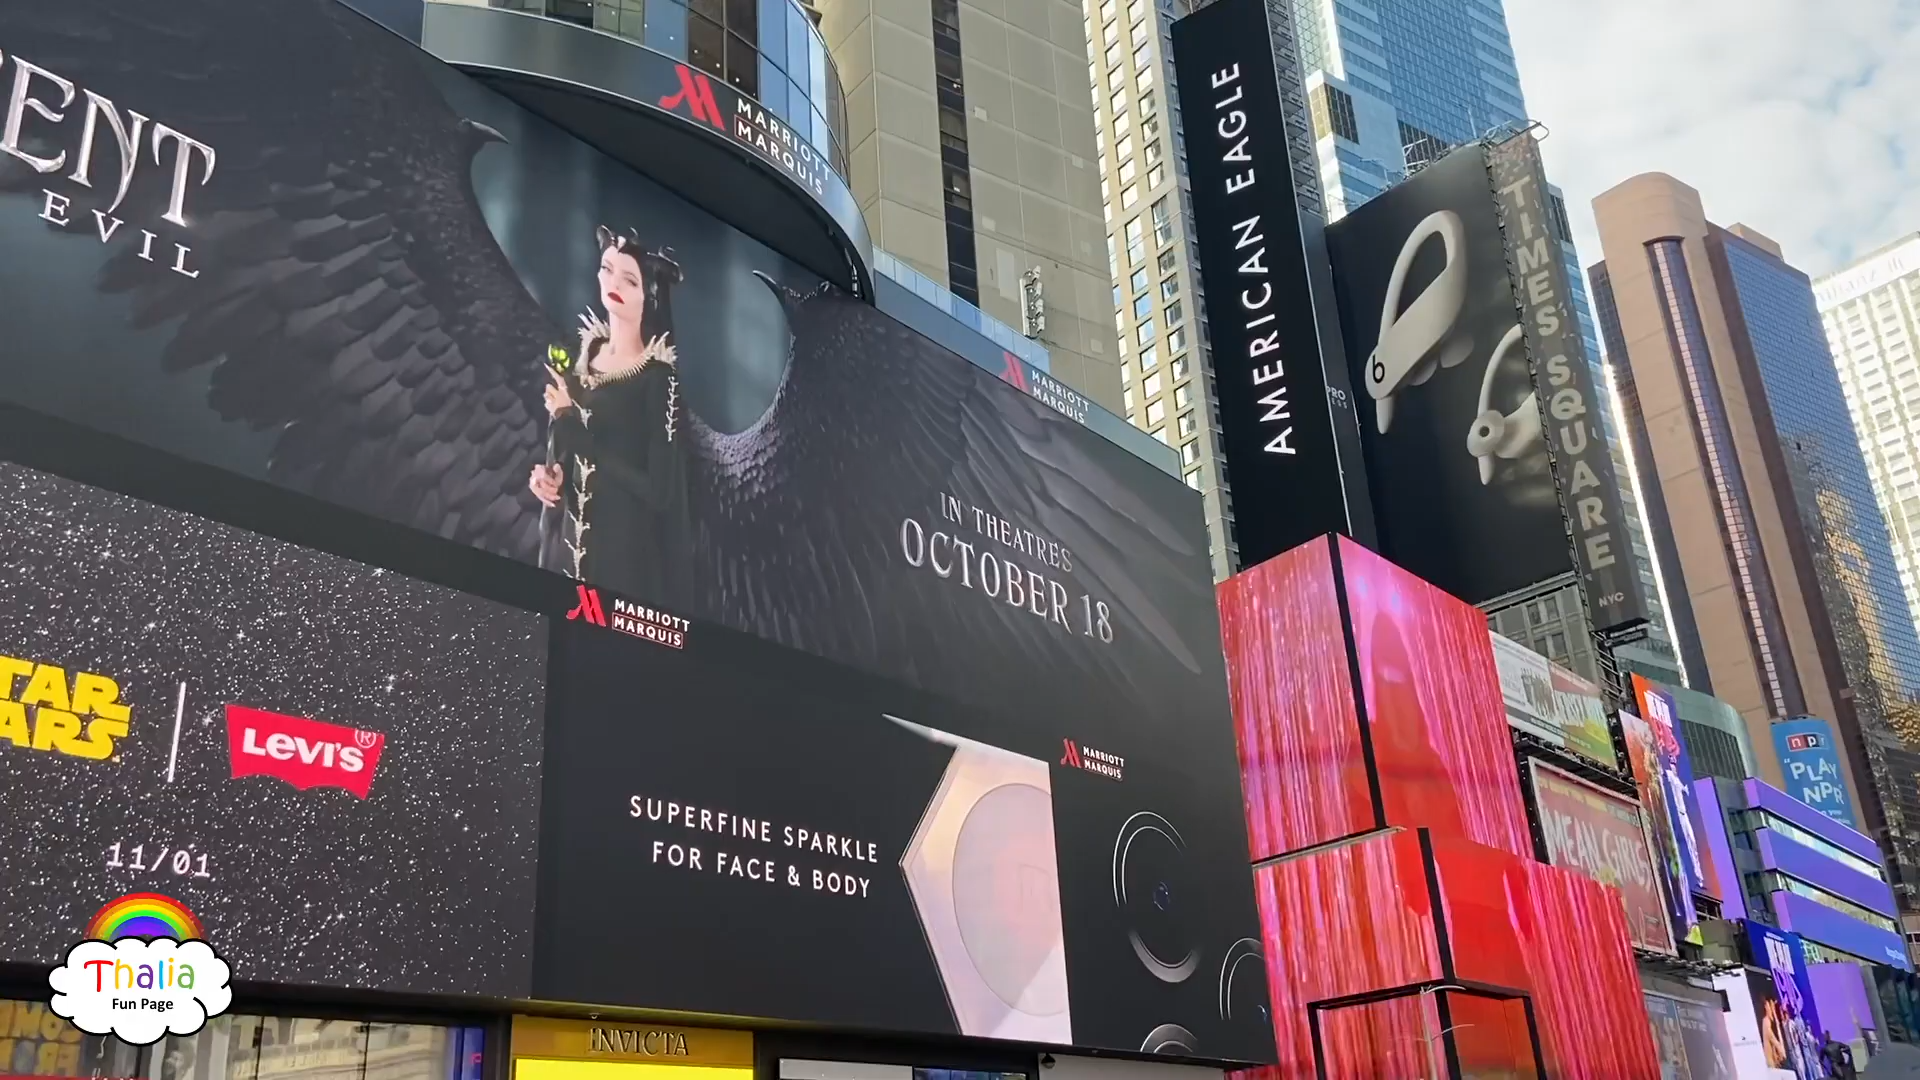 ENT
EVIL
MARRIOTT
MARQUIS
AMERICAN EAGLE
TIMES SQUARE
NYC
b
MARRIOTT
MARQUIS
IN THEATRES
OCTOBER 18
MARRIOTT
MARQUIS
TAR
ARS
LEVI'S®
11/01
SUPERFINE SPARKLE
FOR FACE & BODY
MARRIOTT
MARQUIS
npr
"PLAY
NPR"
MEAN GIRLS
INVICTA
Thalia
Fun Page